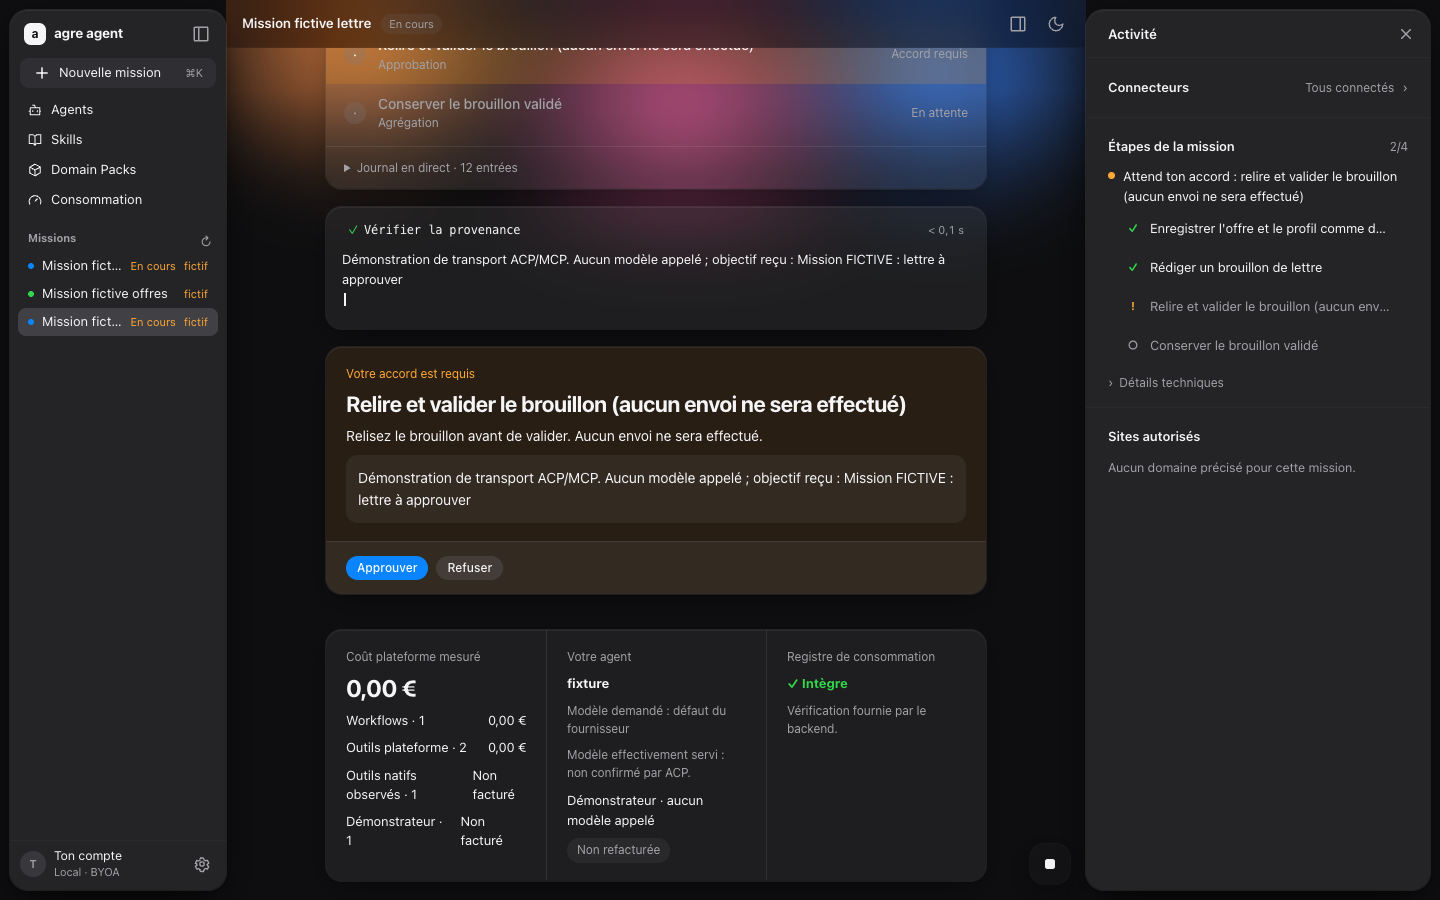 a agre agent
Nouvelle mission ⌘K
Agents
Skills
Domain Packs
Consommation
Missions
Mission fict... En cours fictif
Mission fictive offres fictif
Mission fict... En cours fictif
T Ton compte
Local · BYOA
Mission fictive lettre En cours
Relire et valider le brouillon (aucun envoi ne sera effectué)
Approbation
Accord requis
Conserver le brouillon validé
Agrégation
En attente
Journal en direct · 12 entrées
Vérifier la provenance < 0,1 s
Démonstration de transport ACP/MCP. Aucun modèle appelé ; objectif reçu : Mission FICTIVE : lettre à
approuver
Votre accord est requis
Relire et valider le brouillon (aucun envoi ne sera effectué)
Relisez le brouillon avant de valider. Aucun envoi ne sera effectué.
Démonstration de transport ACP/MCP. Aucun modèle appelé ; objectif reçu : Mission FICTIVE :
lettre à approuver
Approuver Refuser
Coût plateforme mesuré
0,00 €
Workflows · 1 0,00 €
Outils plateforme · 2 0,00 €
Outils natifs Non
observés · 1 facturé
Démonstrateur · Non
1 facturé
Votre agent
fixture
Modèle demandé : défaut du
fournisseur
Modèle effectivement servi :
non confirmé par ACP.
Démonstrateur · aucun
modèle appelé
Non refacturée
Registre de consommation
Intègre
Vérification fournie par le
backend.
Activité
Connecteurs Tous connectés ›
Étapes de la mission 2/4
Attend ton accord : relire et valider le brouillon
(aucun envoi ne sera effectué)
Enregistrer l'offre et le profil comme d...
Rédiger un brouillon de lettre
! Relire et valider le brouillon (aucun env...
Conserver le brouillon validé
› Détails techniques
Sites autorisés
Aucun domaine précisé pour cette mission.